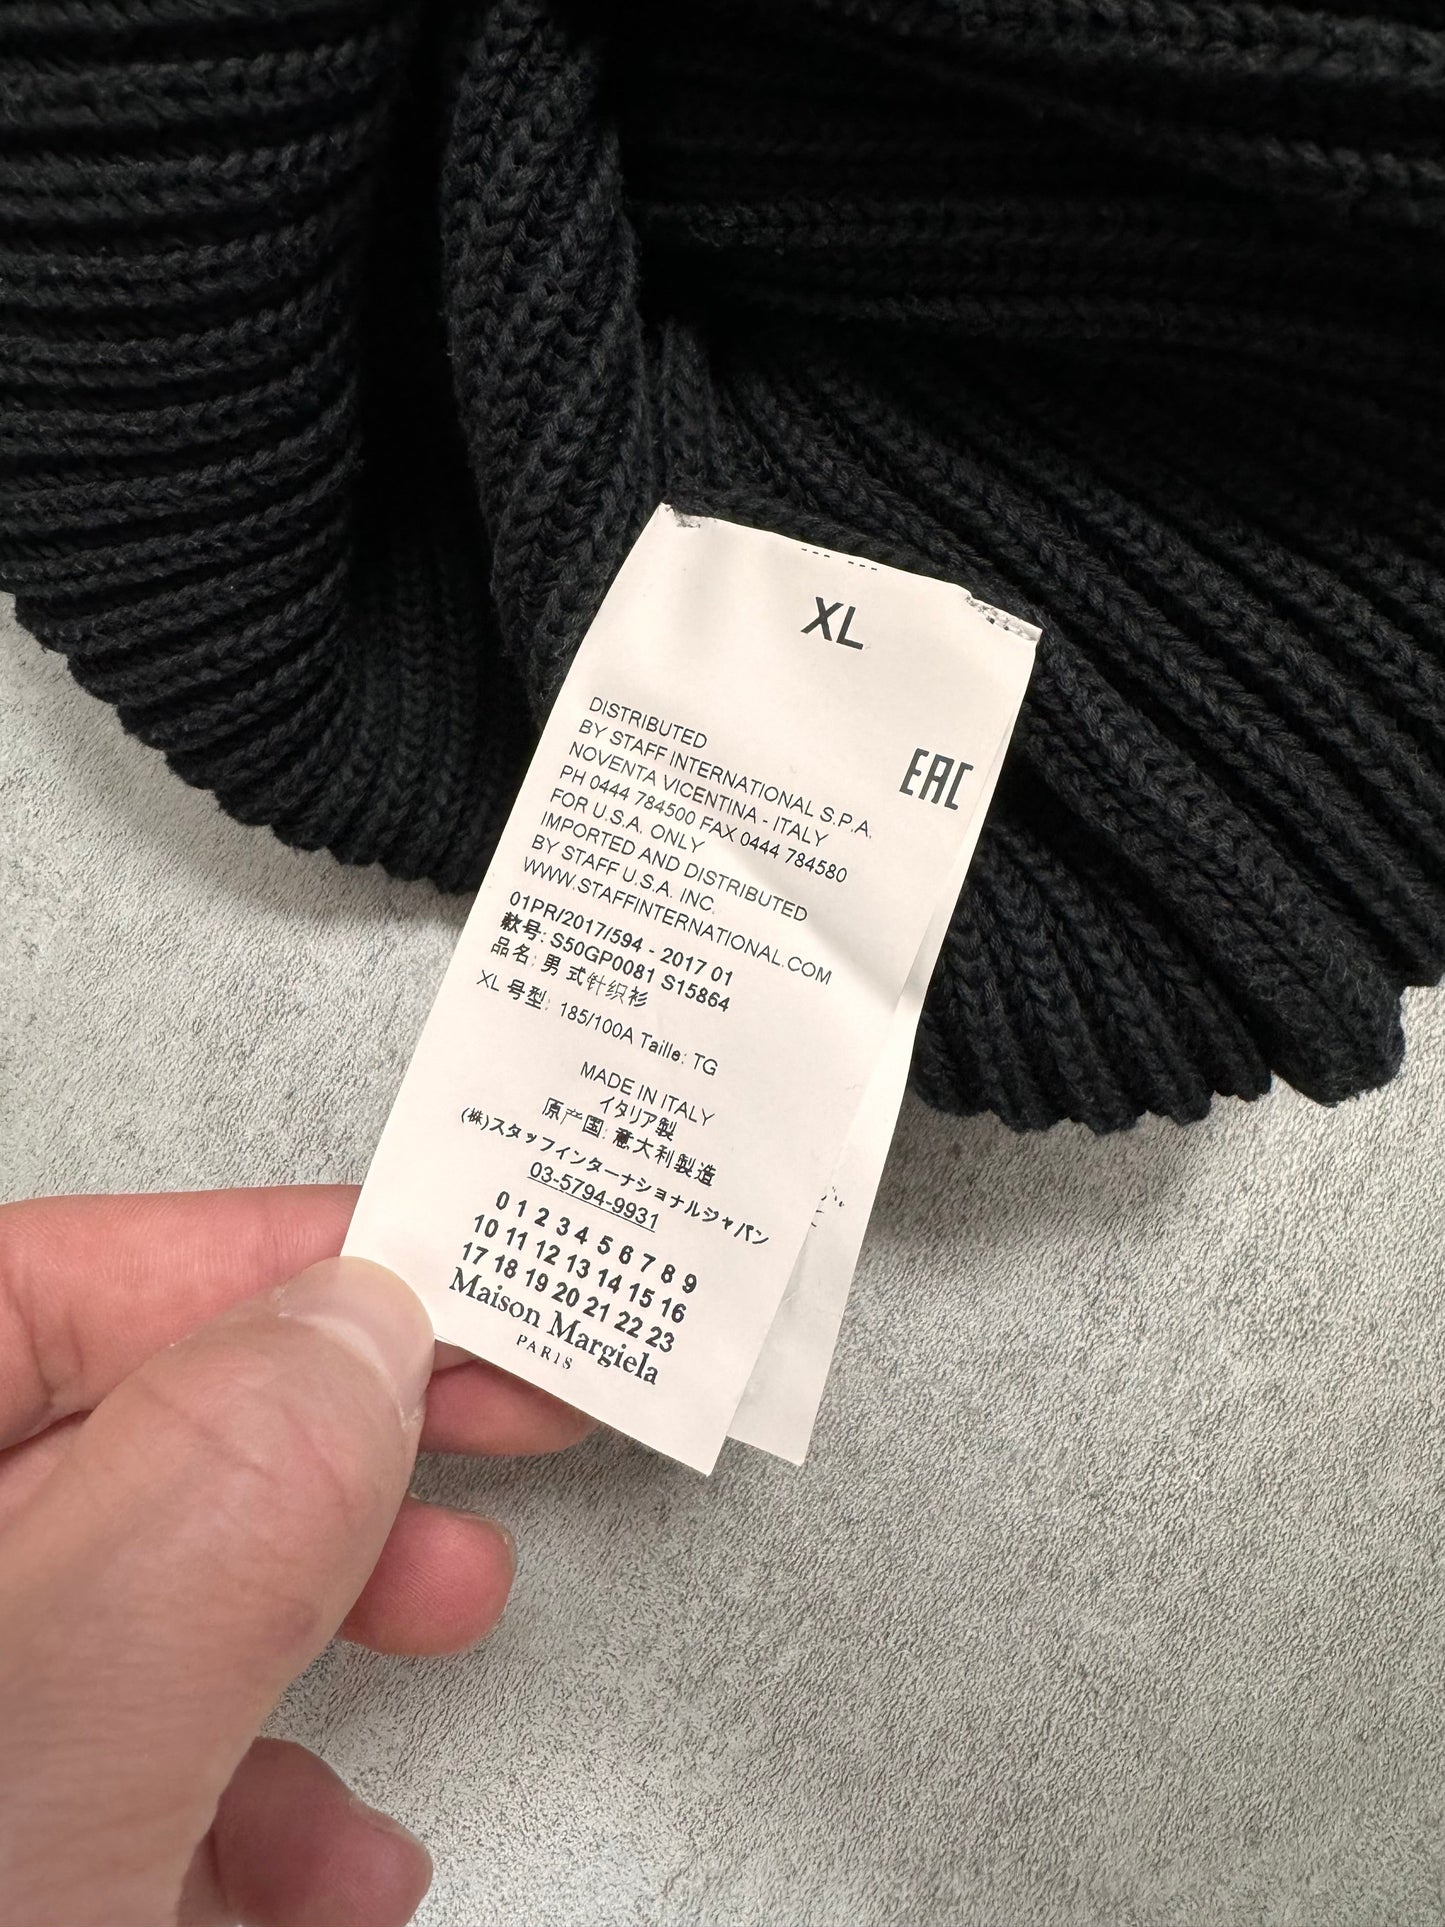 XL
DISTRIBUTED
BY STAFF INTERNATIONAL S.P.A.
NOVENTA VICENTINA - ITALY
PH 0444 784500 FAX 0444 784580
FOR U.S.A. ONLY
IMPORTED AND DISTRIBUTED
BY STAFF U.S.A. INC.
WWW.STAFFINTERNATIONAL.COM
EAC
01PR/2017/594 - 2017 01
款号: S50GP0081 S15864
品名: 男式针织衫
XL 号型: 185/100A Taille: TG
MADE IN ITALY
イタリア製
原产国: 意大利製造
(株)スタッフインターナショナルジャパン
03-5794-9931
0 1 2 3 4 5 6 7 8 9
10 11 12 13 14 15 16
17 18 19 20 21 22 23
Maison Margiela
PARIS